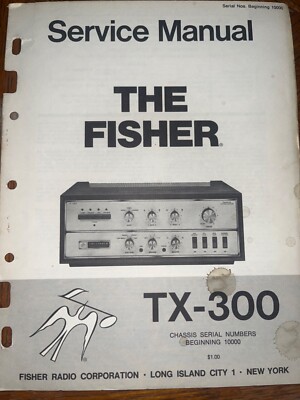 Serial Nos. Beginning 10000
Service Manual
THE
FISHER®
TX-300
CHASSIS SERIAL NUMBERS
BEGINNING 10000
$1.00
®
FISHER RADIO CORPORATION · LONG ISLAND CITY 1 · NEW YORK